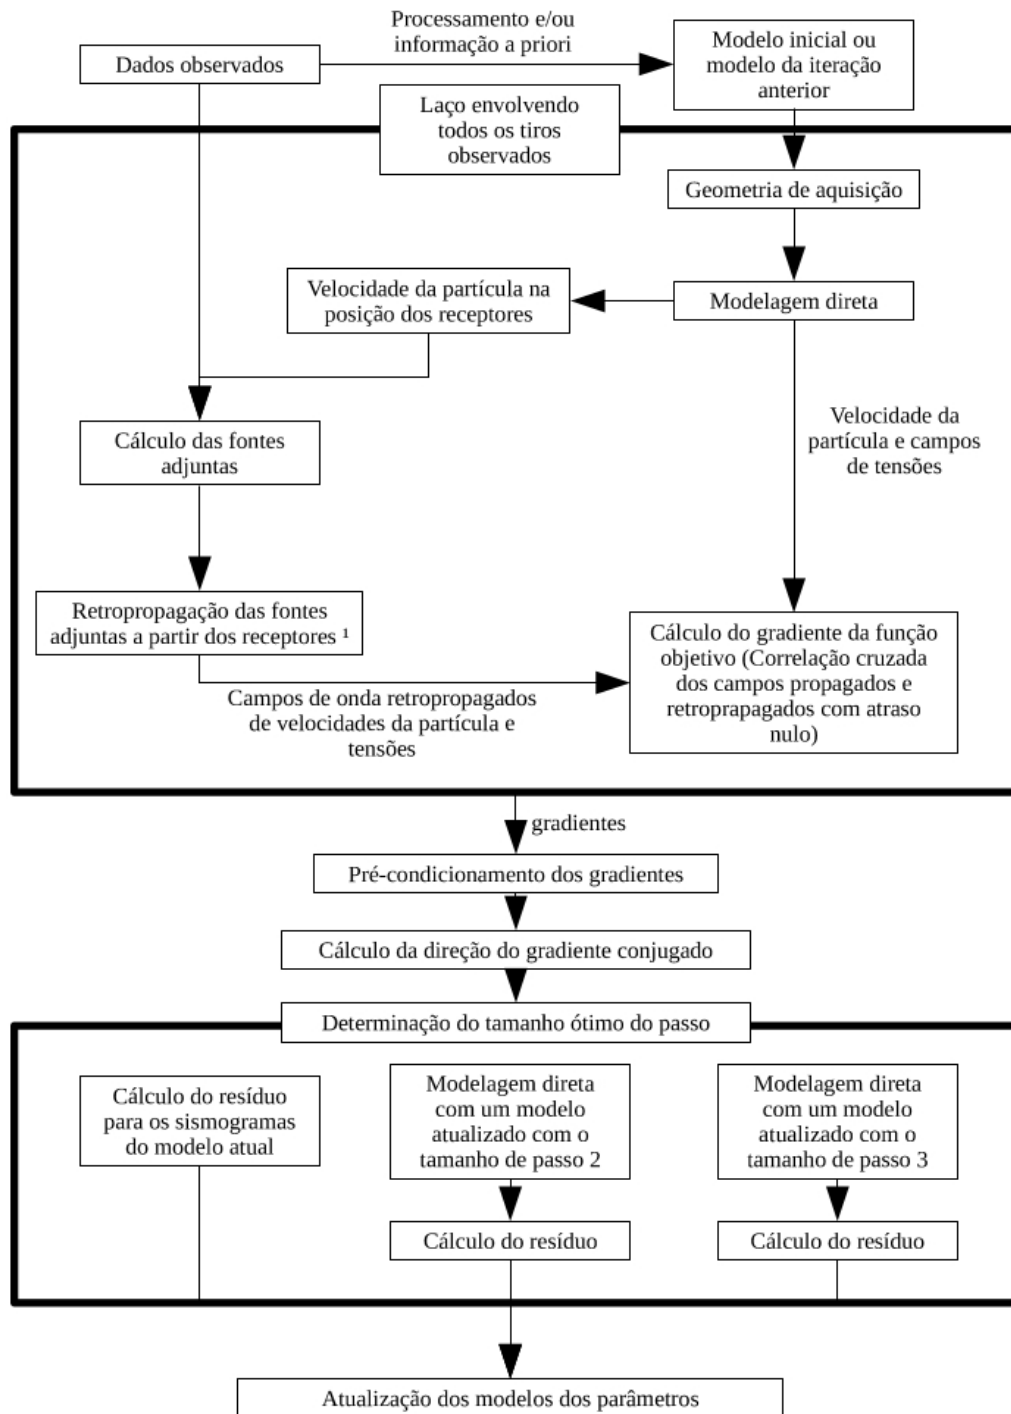 Processamento e/ou
informação a priori
Dados observados
Modelo inicial ou
modelo da iteração
anterior
Laço envolvendo
todos os tiros
observados
Geometria de aquisição
Velocidade da partícula na
posição dos receptores
Modelagem direta
Cálculo das fontes
adjuntas
Velocidade da
partícula e campos
de tensões
Retropropagação das fontes
adjuntas a partir dos receptores ¹
Cálculo do gradiente da função
objetivo (Correlação cruzada
dos campos propagados e
retroprapagados com atraso
nulo)
Campos de onda retropropagados
de velocidades da partícula e
tensões
gradientes
Pré-condicionamento dos gradientes
Cálculo da direção do gradiente conjugado
Determinação do tamanho ótimo do passo
Cálculo do resíduo
para os sismogramas
do modelo atual
Modelagem direta
com um modelo
atualizado com o
tamanho de passo 2
Modelagem direta
com um modelo
atualizado com o
tamanho de passo 3
Cálculo do resíduo
Cálculo do resíduo
Atualização dos modelos dos parâmetros